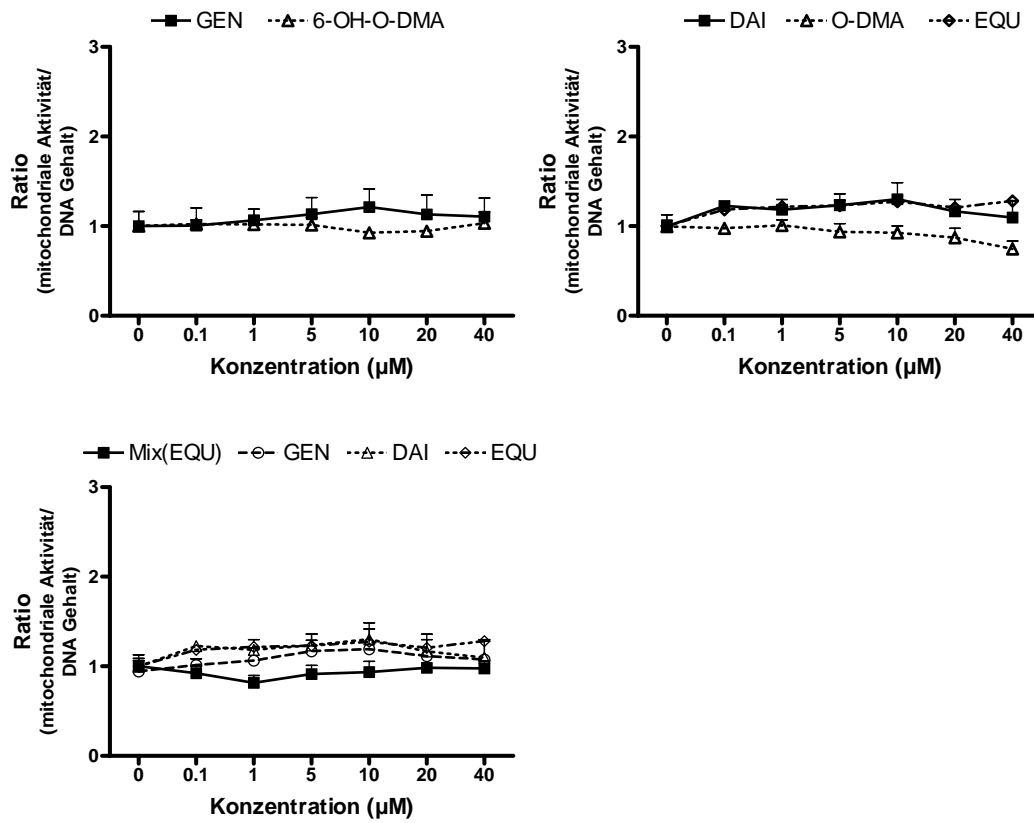 GEN 6-OH-O-DMA
3
2
1
0
Ratio
(mitochondriale Aktivität/
DNA Gehalt)
0 0.1 1 5 10 20 40
Konzentration (µM)
DAI O-DMA EQU
3
2
1
0
Ratio
(mitochondriale Aktivität/
DNA Gehalt)
0 0.1 1 5 10 20 40
Konzentration (µM)
Mix(EQU) GEN DAI EQU
3
2
1
0
Ratio
(mitochondriale Aktivität/
DNA Gehalt)
0 0.1 1 5 10 20 40
Konzentration (µM)